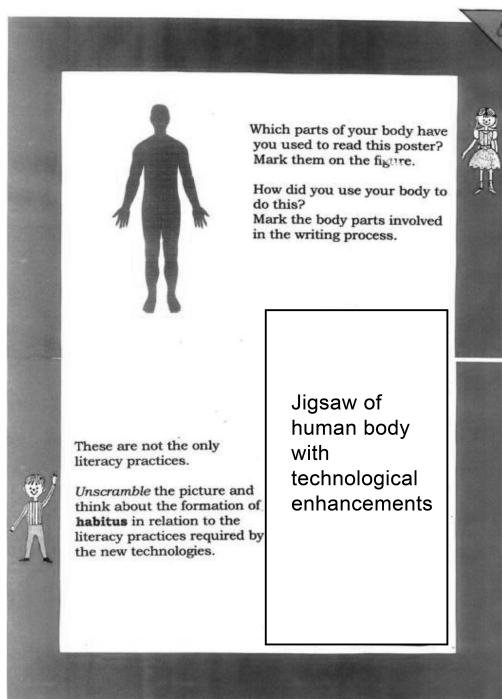 Which parts of your body have
you used to read this poster?
Mark them on the figure.
How did you use your body to
do this?
Mark the body parts involved
in the writing process.
Jigsaw of
human body
with
technological
enhancements
These are not the only
literacy practices.
Unscramble the picture and
think about the formation of
habitus in relation to the
literacy practices required by
the new technologies.